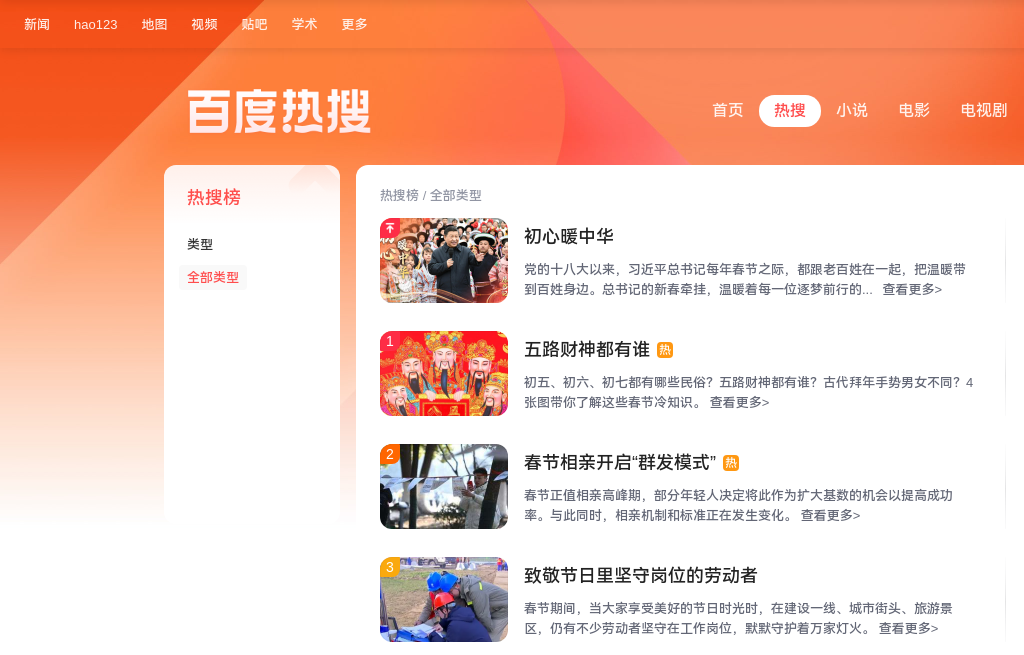 新闻 hao123 地图 视频 贴吧 学术 更多
百度热搜
首页 热搜 小说 电影 电视剧
热搜榜
类型
全部类型
热搜榜 / 全部类型
初心暖中华
党的十八大以来，习近平总书记每年春节之际，都跟老百姓在一起，把温暖带
到百姓身边。总书记的新春牵挂，温暖着每一位逐梦前行的... 查看更多>
1
五路财神都有谁 热
初五、初六、初七都有哪些民俗？五路财神都有谁？古代拜年手势男女不同？4
张图带你了解这些春节冷知识。 查看更多>
2
春节相亲开启“群发模式” 热
春节正值相亲高峰期，部分年轻人决定将此作为扩大基数的机会以提高成功
率。与此同时，相亲机制和标准正在发生变化。 查看更多>
3
致敬节日里坚守岗位的劳动者
春节期间，当大家享受美好的节日时光时，在建设一线、城市街头、旅游景
区，仍有不少劳动者坚守在工作岗位，默默守护着万家灯火。 查看更多>